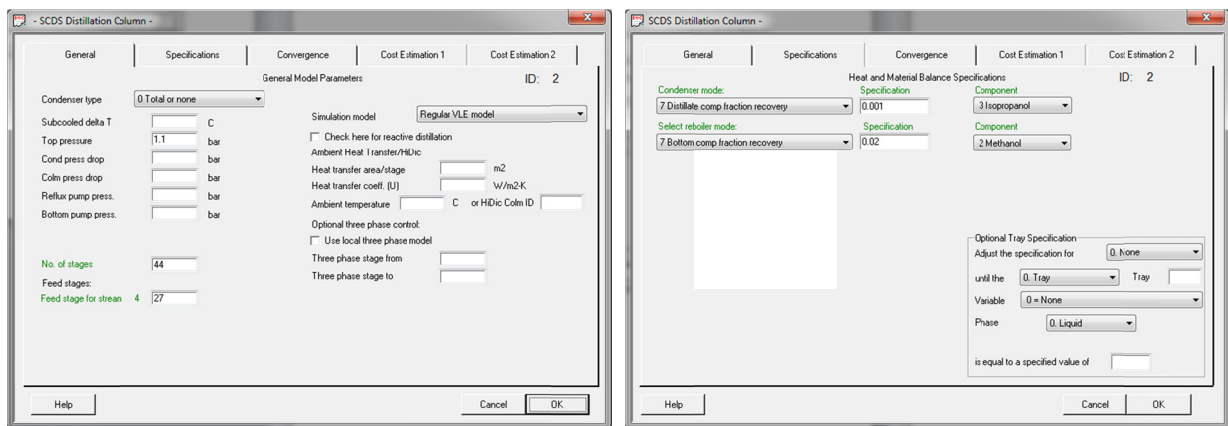 - SCDS Distillation Column -
General
Specifications
Convergence
Cost Estimation 1
Cost Estimation 2
General Model Parameters
ID: 2
Condenser type
0 Total or none
Subcooled delta T
C
Top pressure
1.1
bar
Cond press drop
bar
Colm press drop
bar
Reflux pump press.
bar
Bottom pump press.
bar
No. of stages
44
Feed stages:
Feed stage for strean 4
27
Simulation model
Regular VLE model
Check here for reactive distillation
Ambient Heat Transfer/HiDic
Heat transfer area/stage
m2
Heat transfer coeff. (U)
W/m2-K
Ambient temperature
C or HiDic Colm ID
Optional three phase control:
Use local three phase model
Three phase stage from
Three phase stage to
Help
Cancel
OK
SCDS Distillation Column -
General
Specifications
Convergence
Cost Estimation 1
Cost Estimation 2
Heat and Material Balance Specifications
ID: 2
Condenser mode:
Specification
Component
7 Distillate comp fraction recovery
0.001
3 Isopropanol
Select reboiler mode:
Specification
Component
7 Bottom comp fraction recovery
0.02
2 Methanol
Optional Tray Specification
Adjust the specification for
0. None
until the
0. Tray
Tray
Variable
0 = None
Phase
0. Liquid
is equal to a specified value of
Help
Cancel
OK